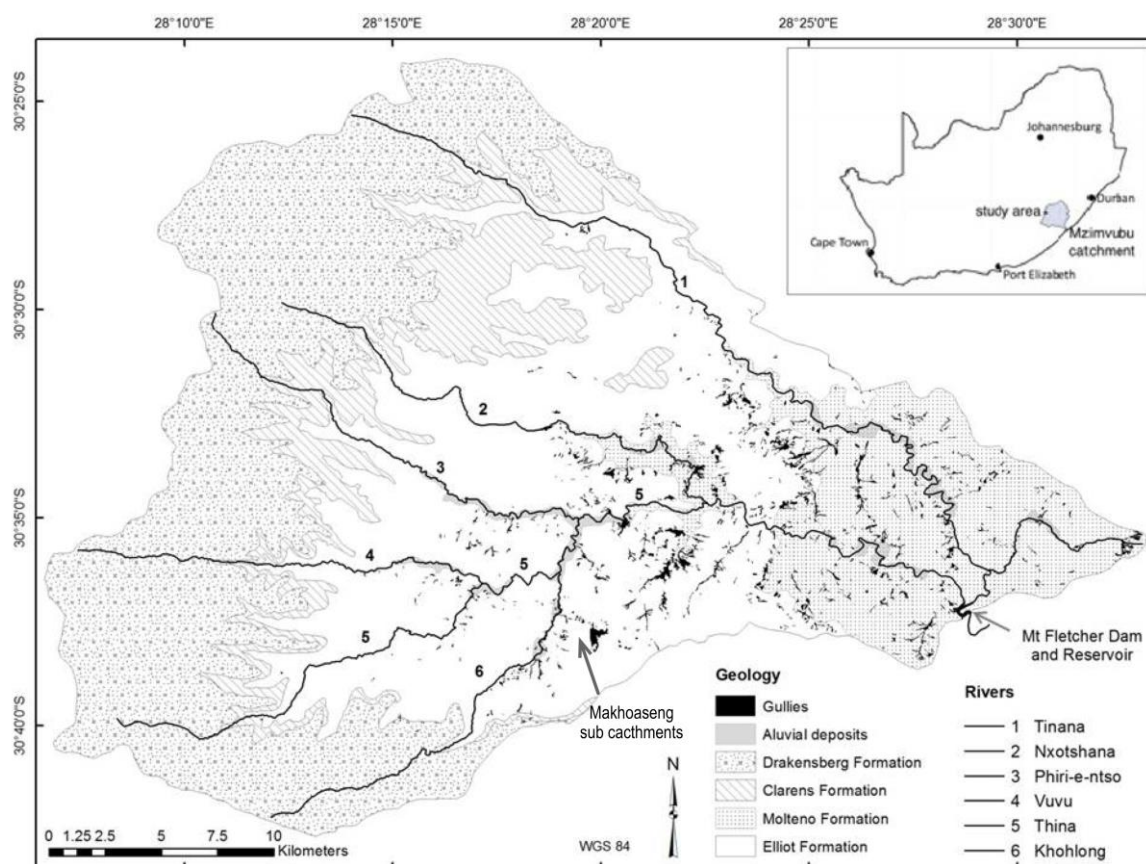 28°10'0"E
28°15'0"E
28°20'0"E
28°25'0"E
28°30'0"E
30°25'0"S
30°30'0"S
30°35'0"S
30°40'0"S
Johannesburg
Durban
study area
Mzimvubu
catchment
Cape Town
Port Elizabeth
1
2
3
5
4
5
5
6
Makhoaseng
sub cacthments
Mt Fletcher Dam
and Reservoir
Geology
Gullies
Aluvial deposits
Drakensberg Formation
Clarens Formation
Molteno Formation
Elliot Formation
Rivers
1 Tinana
2 Nxotshana
3 Phiri-e-ntso
4 Vuvu
5 Thina
6 Khohlong
N
WGS 84
0 1.25 2.5 5 7.5 10
Kilometers